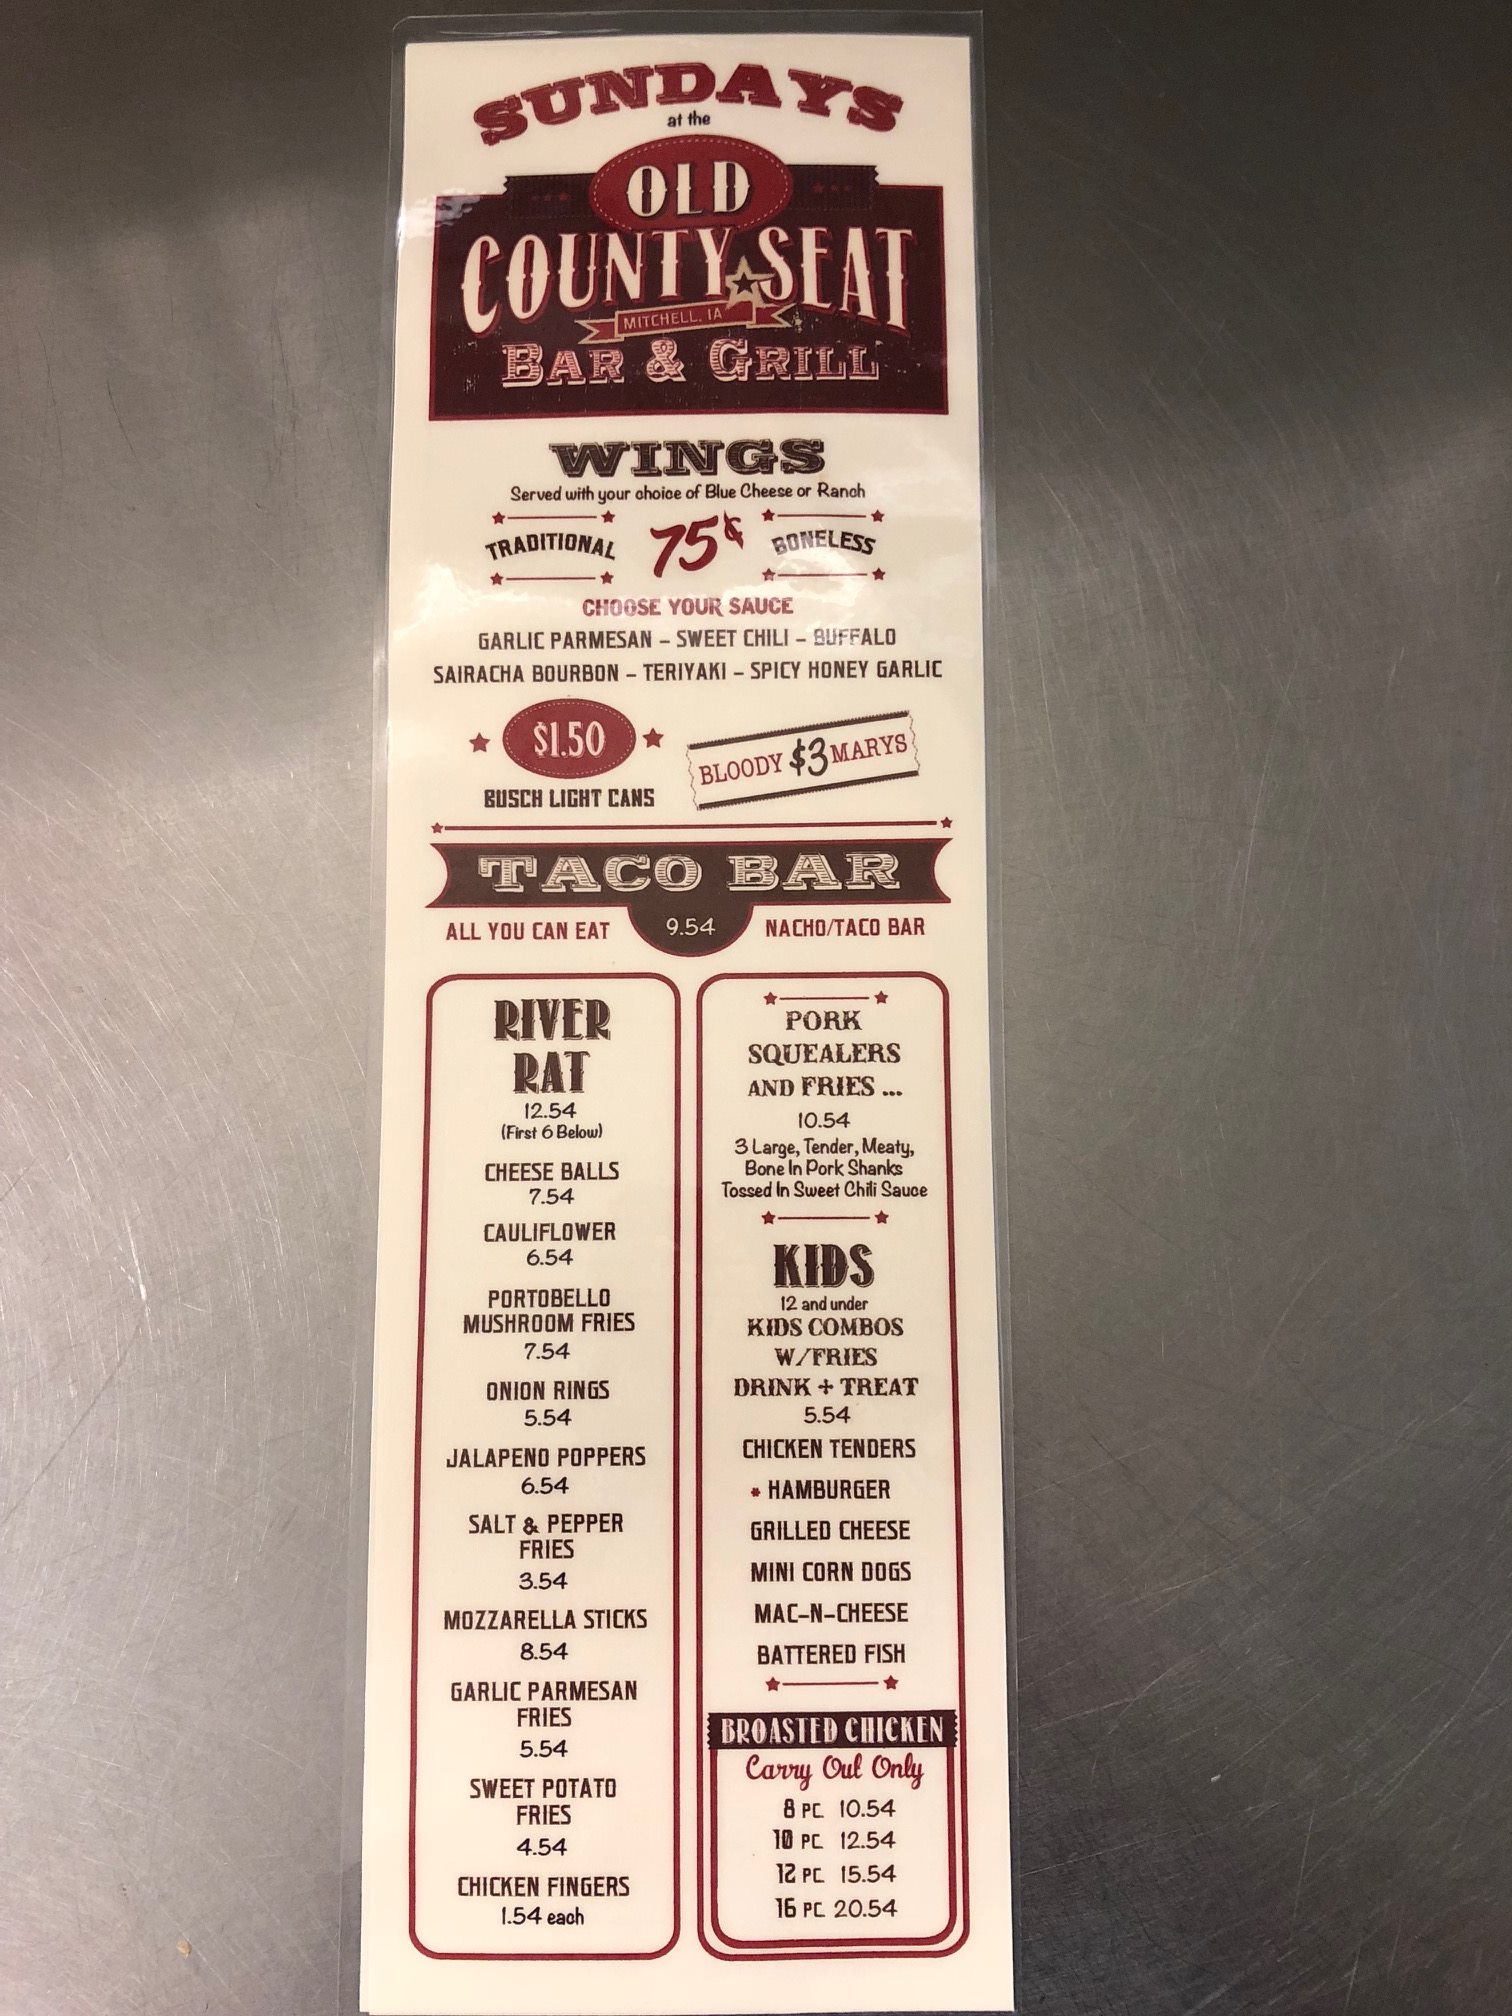 SUNDAYS
at the
OLD
COUNTY SEAT
MITCHELL, IA
BAR & GRILL
WINGS
Served with your choice of Blue Cheese or Ranch
TRADITIONAL 75¢ BONELESS
CHOOSE YOUR SAUCE
GARLIC PARMESAN – SWEET CHILI – BUFFALO
SAIRACHA BOURBON – TERIYAKI – SPICY HONEY GARLIC
$1.50
BUSCH LIGHT CANS
BLOODY $3 MARYS
TACO BAR
ALL YOU CAN EAT 9.54 NACHO/TACO BAR
RIVER
RAT
12.54
(First 6 Below)
CHEESE BALLS
7.54
CAULIFLOWER
6.54
PORTOBELLO
MUSHROOM FRIES
7.54
ONION RINGS
5.54
JALAPENO POPPERS
6.54
SALT & PEPPER
FRIES
3.54
MOZZARELLA STICKS
8.54
GARLIC PARMESAN
FRIES
5.54
SWEET POTATO
FRIES
4.54
CHICKEN FINGERS
1.54 each
PORK
SQUEALERS
AND FRIES ...
10.54
3 Large, Tender, Meaty,
Bone In Pork Shanks
Tossed In Sweet Chili Sauce
KIDS
12 and under
KIDS COMBOS
W/FRIES
DRINK + TREAT
5.54
CHICKEN TENDERS
* HAMBURGER
GRILLED CHEESE
MINI CORN DOGS
MAC-N-CHEESE
BATTERED FISH
BROASTED CHICKEN
Carry Out Only
8 PC 10.54
10 PC 12.54
12 PC 15.54
16 PC 20.54